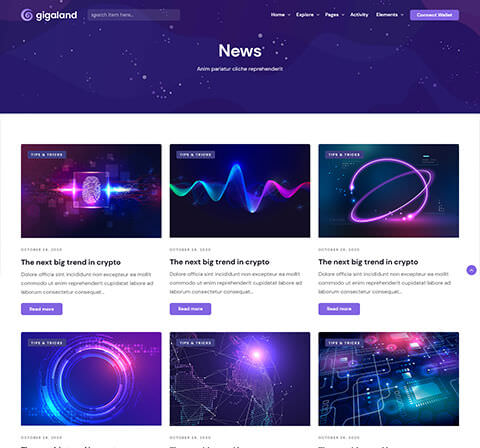 gigaland
search item here...
Home Explore Pages Activity Elements Connect Wallet
News
Anim pariatur cliche reprehenderit
TIPS & TRICKS TIPS & TRICKS TIPS & TRICKS
OCTOBER 28, 2020 OCTOBER 28, 2020 OCTOBER 28, 2020
The next big trend in crypto The next big trend in crypto The next big trend in crypto
Dolore officia sint incididunt non excepteur ea mollit Dolore officia sint incididunt non excepteur ea mollit Dolore officia sint incididunt non excepteur ea mollit
commodo ut enim reprehenderit cupidatat labore ad commodo ut enim reprehenderit cupidatat labore ad commodo ut enim reprehenderit cupidatat labore ad
laborum consectetur consequat... laborum consectetur consequat... laborum consectetur consequat...
Read more Read more Read more
TIPS & TRICKS TIPS & TRICKS TIPS & TRICKS
OCTOBER 28, 2020 OCTOBER 28, 2020 OCTOBER 28, 2020